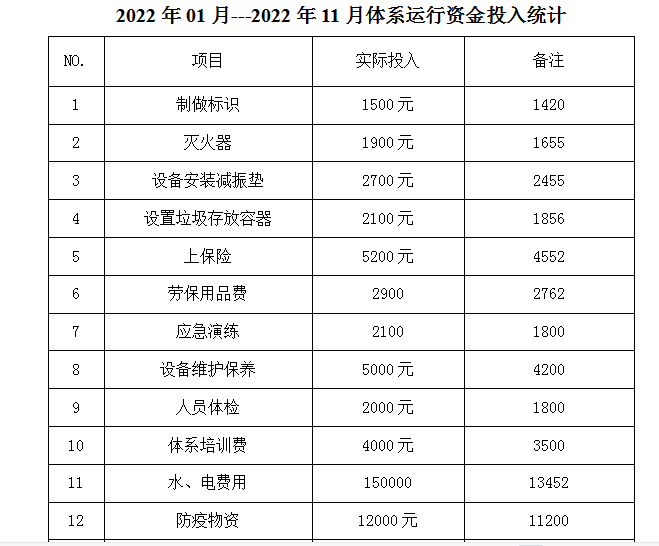 2022 年 01 月---2022 年 11 月体系运行资金投入统计
NO. 项目 实际投入 备注
1 制做标识 1500 元 1420
2 灭火器 1900 元 1655
3 设备安装减振垫 2700 元 2455
4 设置垃圾存放容器 2100 元 1856
5 上保险 5200 元 4552
6 劳保用品费 2900 2762
7 应急演练 2100 1800
8 设备维护保养 5000 元 4200
9 人员体检 2000 元 1800
10 体系培训费 4000 元 3500
11 水、电费用 150000 13452
12 防疫物资 12000 元 11200